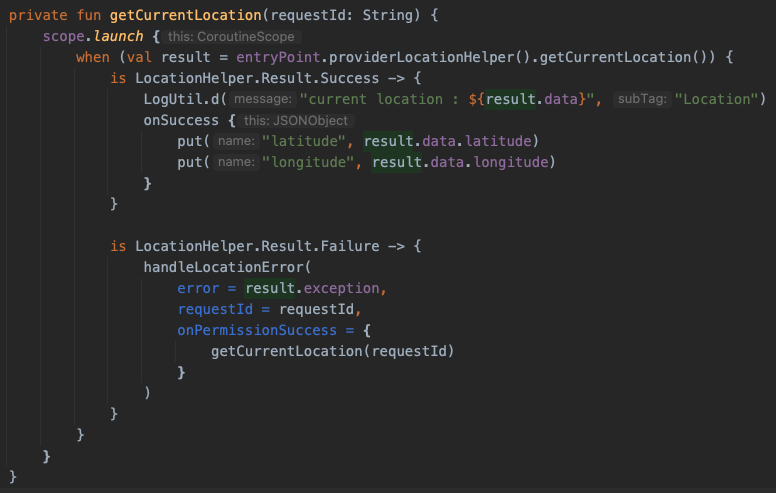 private fun getCurrentLocation(requestId: String) {
scope.launch { this: CoroutineScope
when (val result = entryPoint.providerLocationHelper().getCurrentLocation()) {
is LocationHelper.Result.Success -> {
LogUtil.d( message: "current location : ${result.data}", subTag: "Location")
onSuccess { this: JSONObject
put( name: "latitude", result.data.latitude)
put( name: "longitude", result.data.longitude)
}
}
is LocationHelper.Result.Failure -> {
handleLocationError(
error = result.exception,
requestId = requestId,
onPermissionSuccess = {
getCurrentLocation(requestId)
}
)
}
}
}
}